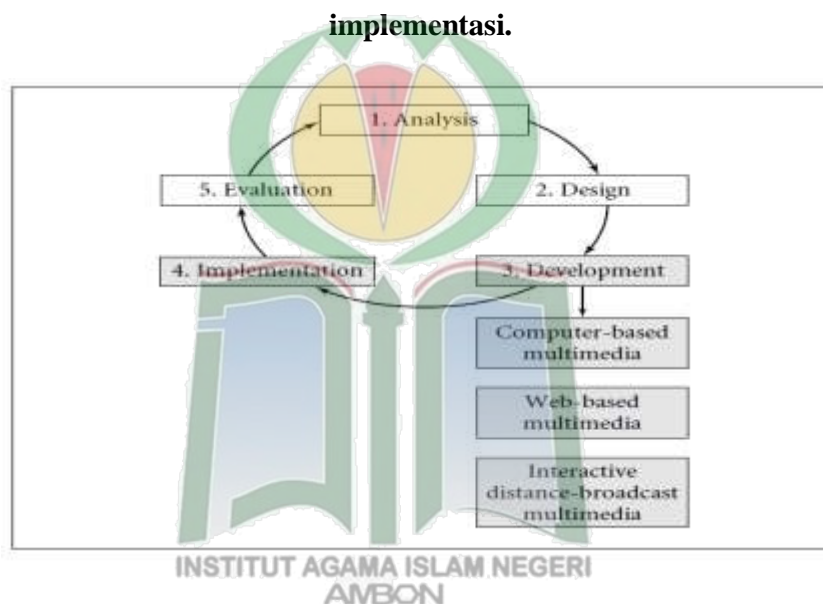 implementasi.
1. Analysis
5. Evaluation
2. Design
4. Implementation
3. Development
Computer-based
multimedia
Web-based
multimedia
Interactive
distance-broadcast
multimedia
INSTITUT AGAMA ISLAM NEGERI
AMBON